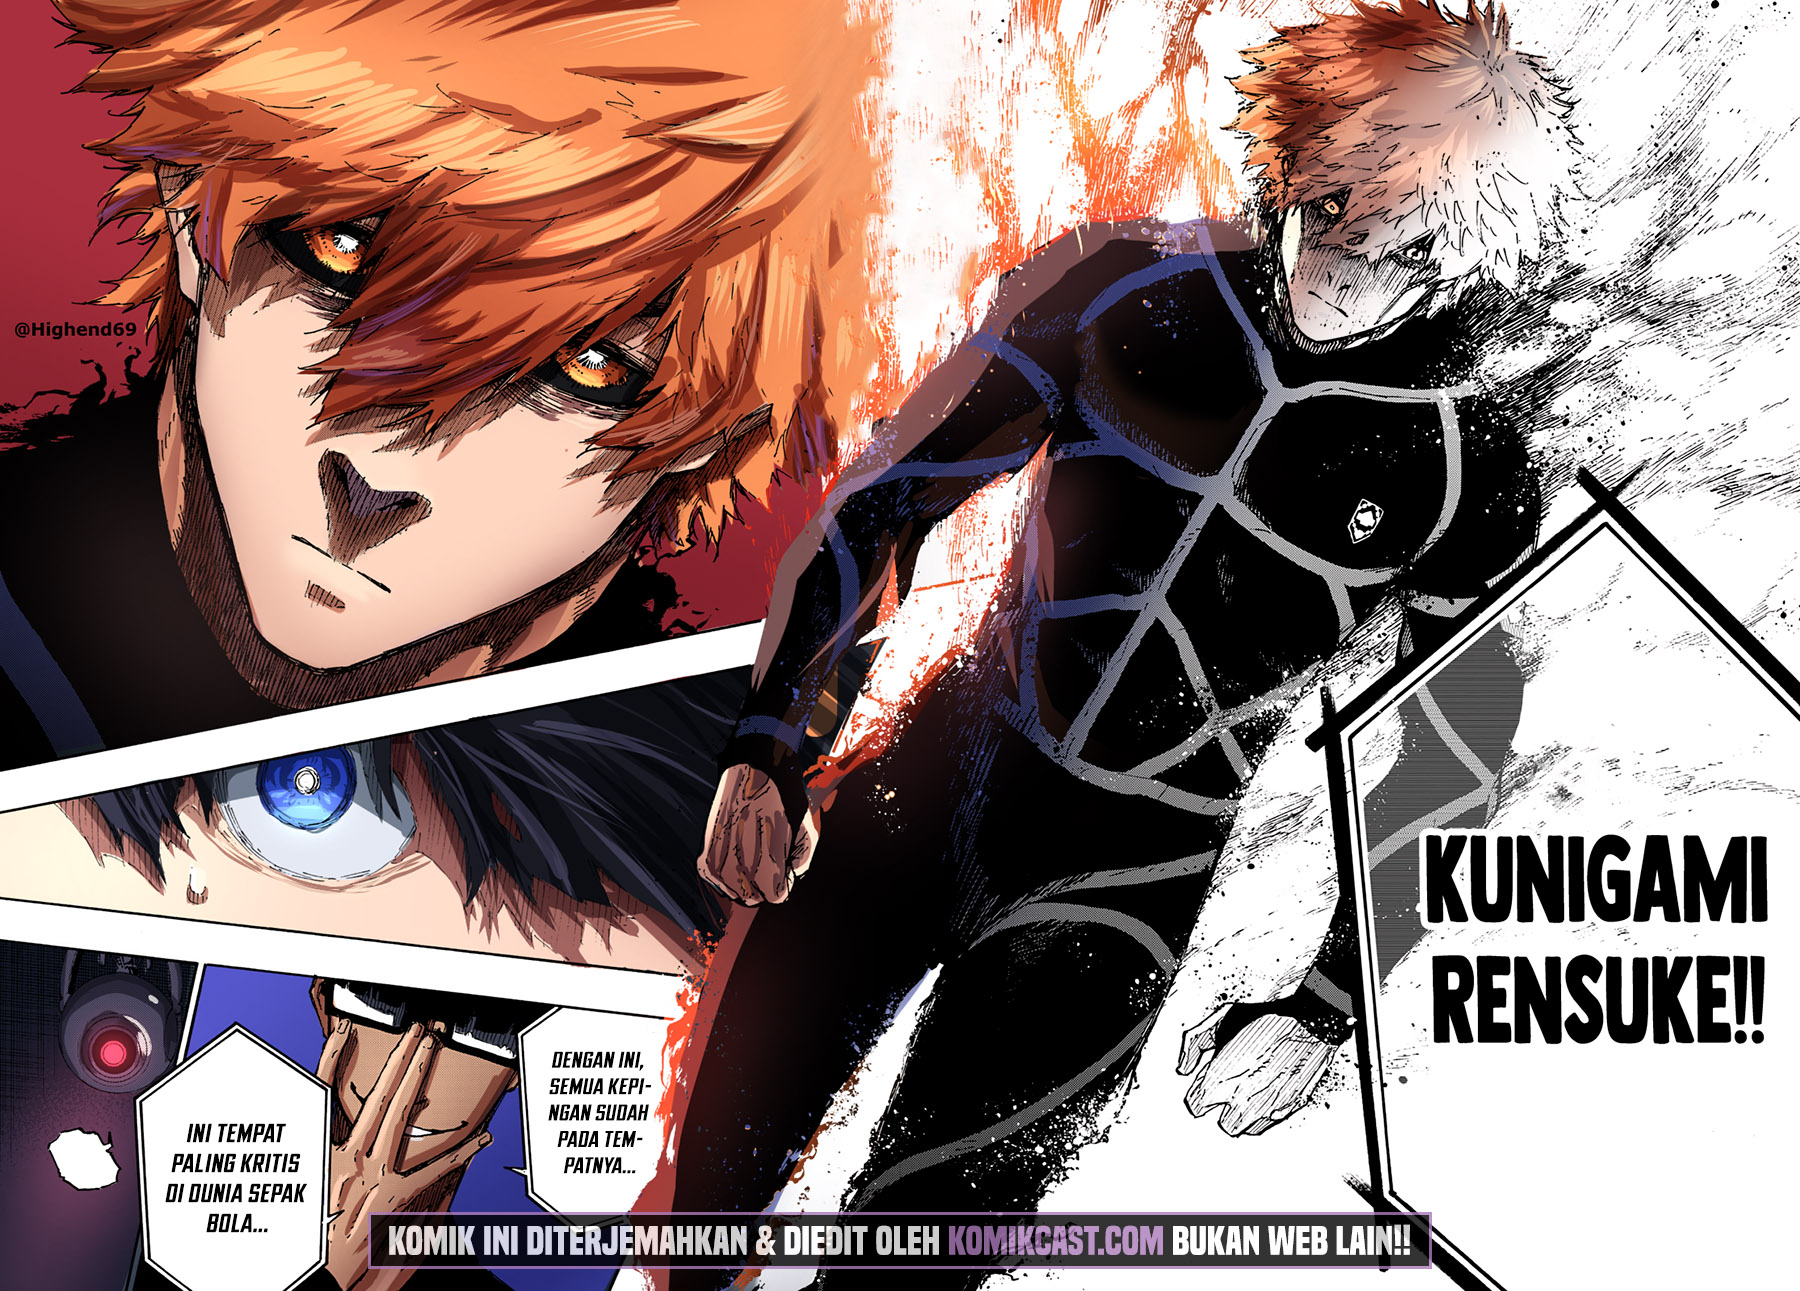 @Highend69
KUNIGAMI
RENSUKE!!
DENGAN INI,
SEMUA KEPI-
NGAN SUDAH
PADA TEM-
PATNYA...
INI TEMPAT
PALING KRITIS
DI DUNIA SEPAK
BOLA...
KOMIK INI DITERJEMAHKAN & DIEDIT OLEH KOMIKCAST.COM BUKAN WEB LAIN!!